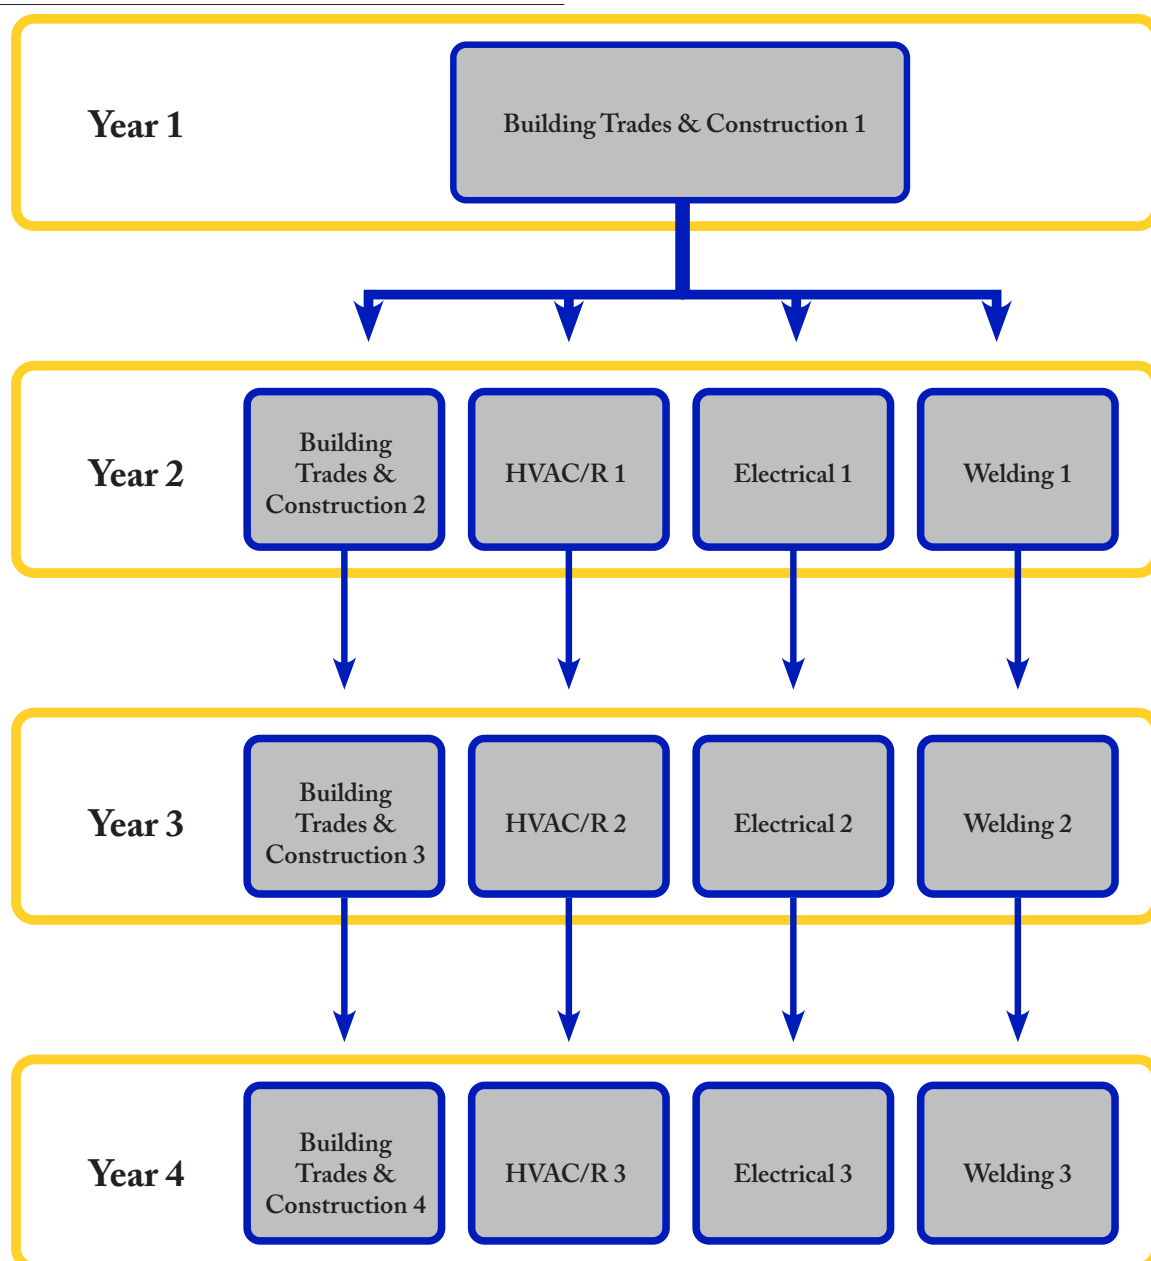 Year 1
Building Trades & Construction 1
Year 2
Building
Trades &
Construction 2
HVAC/R 1
Electrical 1
Welding 1
Year 3
Building
Trades &
Construction 3
HVAC/R 2
Electrical 2
Welding 2
Year 4
Building
Trades &
Construction 4
HVAC/R 3
Electrical 3
Welding 3